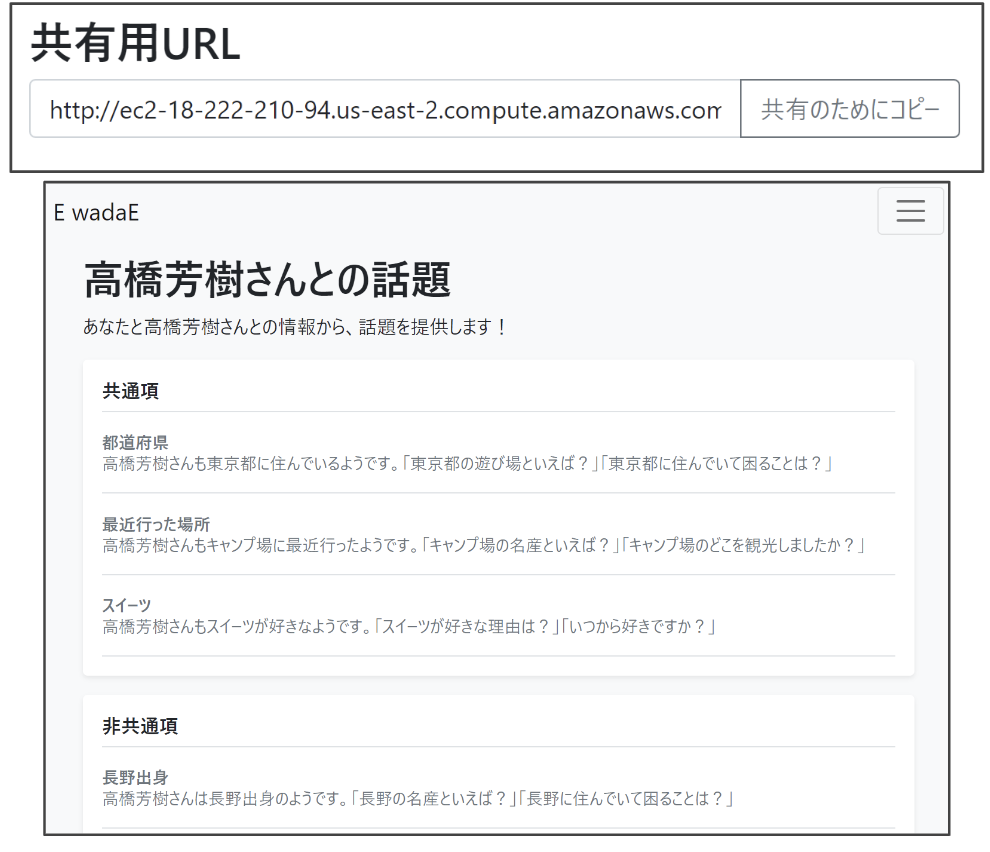 共有用URL
http://ec2-18-222-210-94.us-east-2.compute.amazonaws.com
共有のためにコピー
E wadaE
高橋芳樹さんとの話題
あなたと高橋芳樹さんとの情報から、話題を提供します！
共通項
都道府県
高橋芳樹さんも東京都に住んでいるようです。「東京都の遊び場といえば？」「東京都に住んでいて困ることは？」
最近行った場所
高橋芳樹さんもキャンプ場に最近行ったようです。「キャンプ場の名産といえば？」「キャンプ場のどこを観光しましたか？」
スイーツ
高橋芳樹さんもスイーツが好きなようです。「スイーツが好きな理由は？」「いつから好きですか？」
非共通項
長野出身
高橋芳樹さんは長野出身のようです。「長野の名産といえば？」「長野に住んでいて困ることは？」